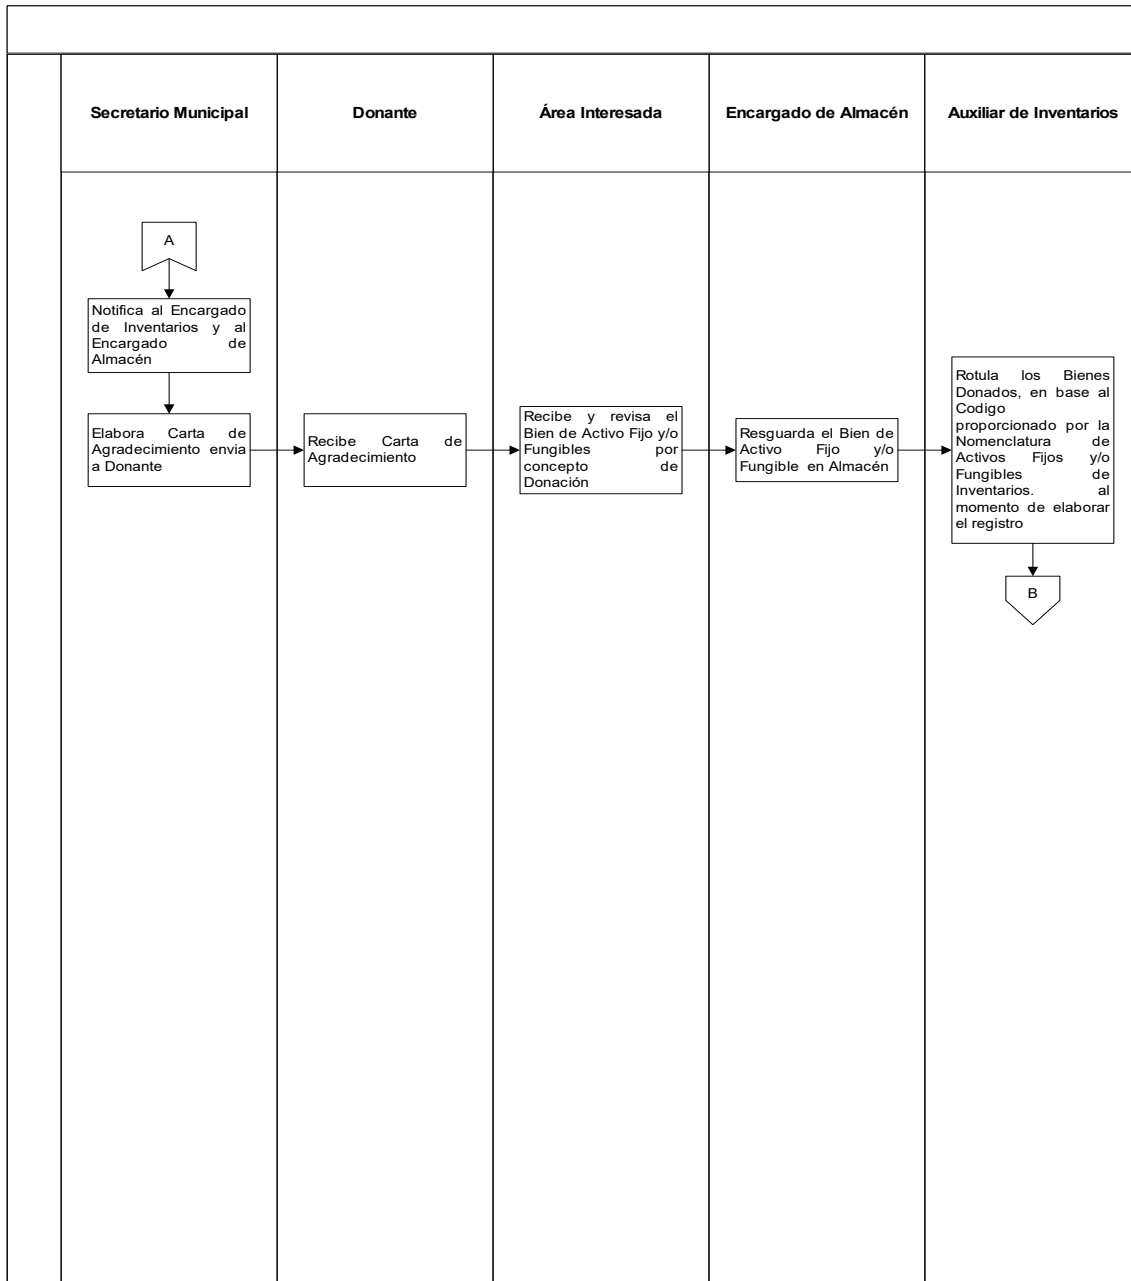 Secretario Municipal
Donante
Área Interesada
Encargado de Almacén
Auxiliar de Inventarios
A
Notifica al Encargado
de Inventarios y al
Encargado de
Almacén
Elabora Carta de
Agradecimiento envia
a Donante
Recibe Carta de
Agradecimiento
Recibe y revisa el
Bien de Activo Fijo y/o
Fungibles por
concepto de
Donación
Resguarda el Bien de
Activo Fijo y/o
Fungible en Almacén
Rotula los Bienes
Donados, en base al
Codigo
proporcionado por la
Nomenclatura de
Activos Fijos y/o
Fungibles de
Inventarios. al
momento de elaborar
el registro
B